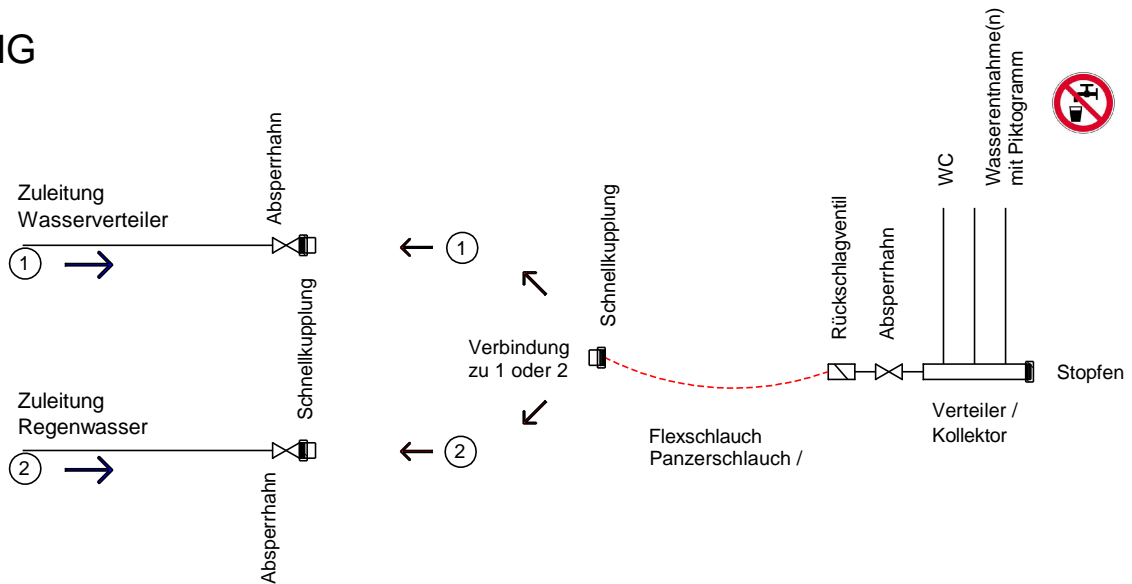 NG
Zuleitung
Wasserverteiler
1
Absperrhahn
1
Schnellkupplung
Verbindung
zu 1 oder 2
Schnellkupplung
Zuleitung
Regenwasser
2
Absperrhahn
2
Flexschlauch
Panzerschlauch /
Rückschlagventil
Absperrhahn
WC
Wasserentnahme(n)
mit Piktogramm
Stopfen
Verteiler /
Kollektor